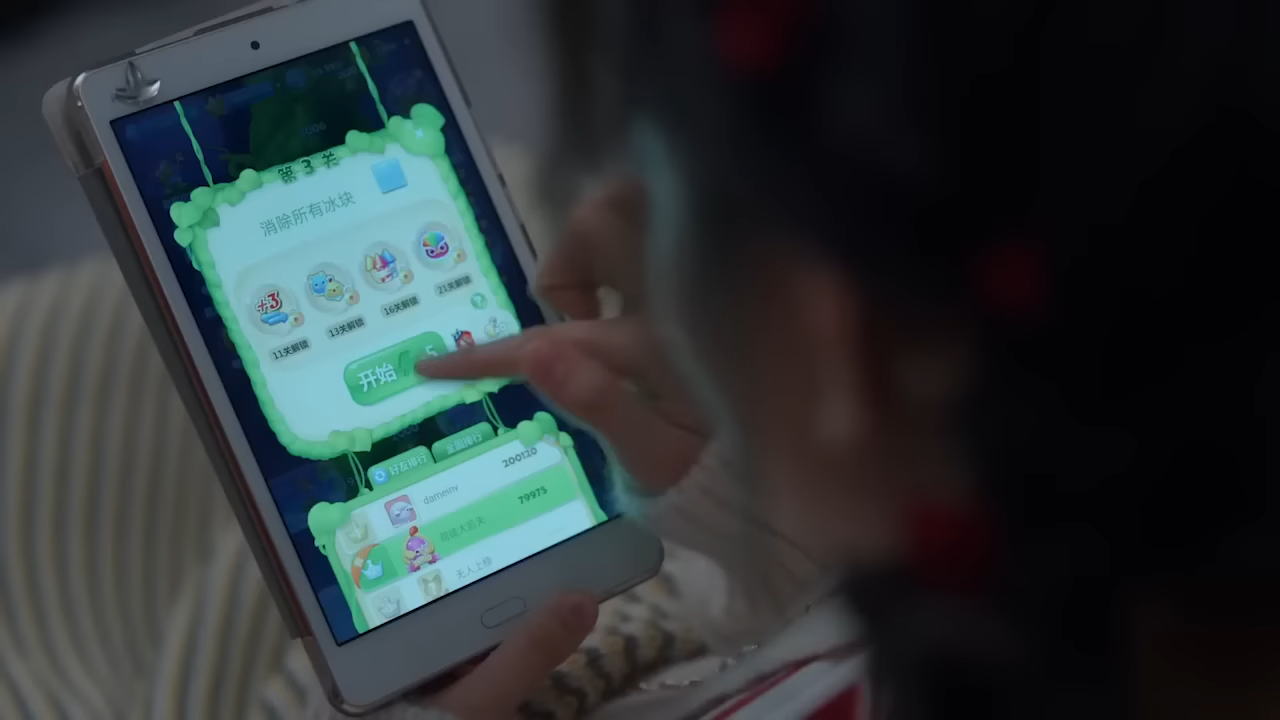 第3关
消除所有冰块
11关解锁
13关解锁
16关解锁
21关解锁
开始
5
好友排行
全国排行
200120
79975
无人上榜